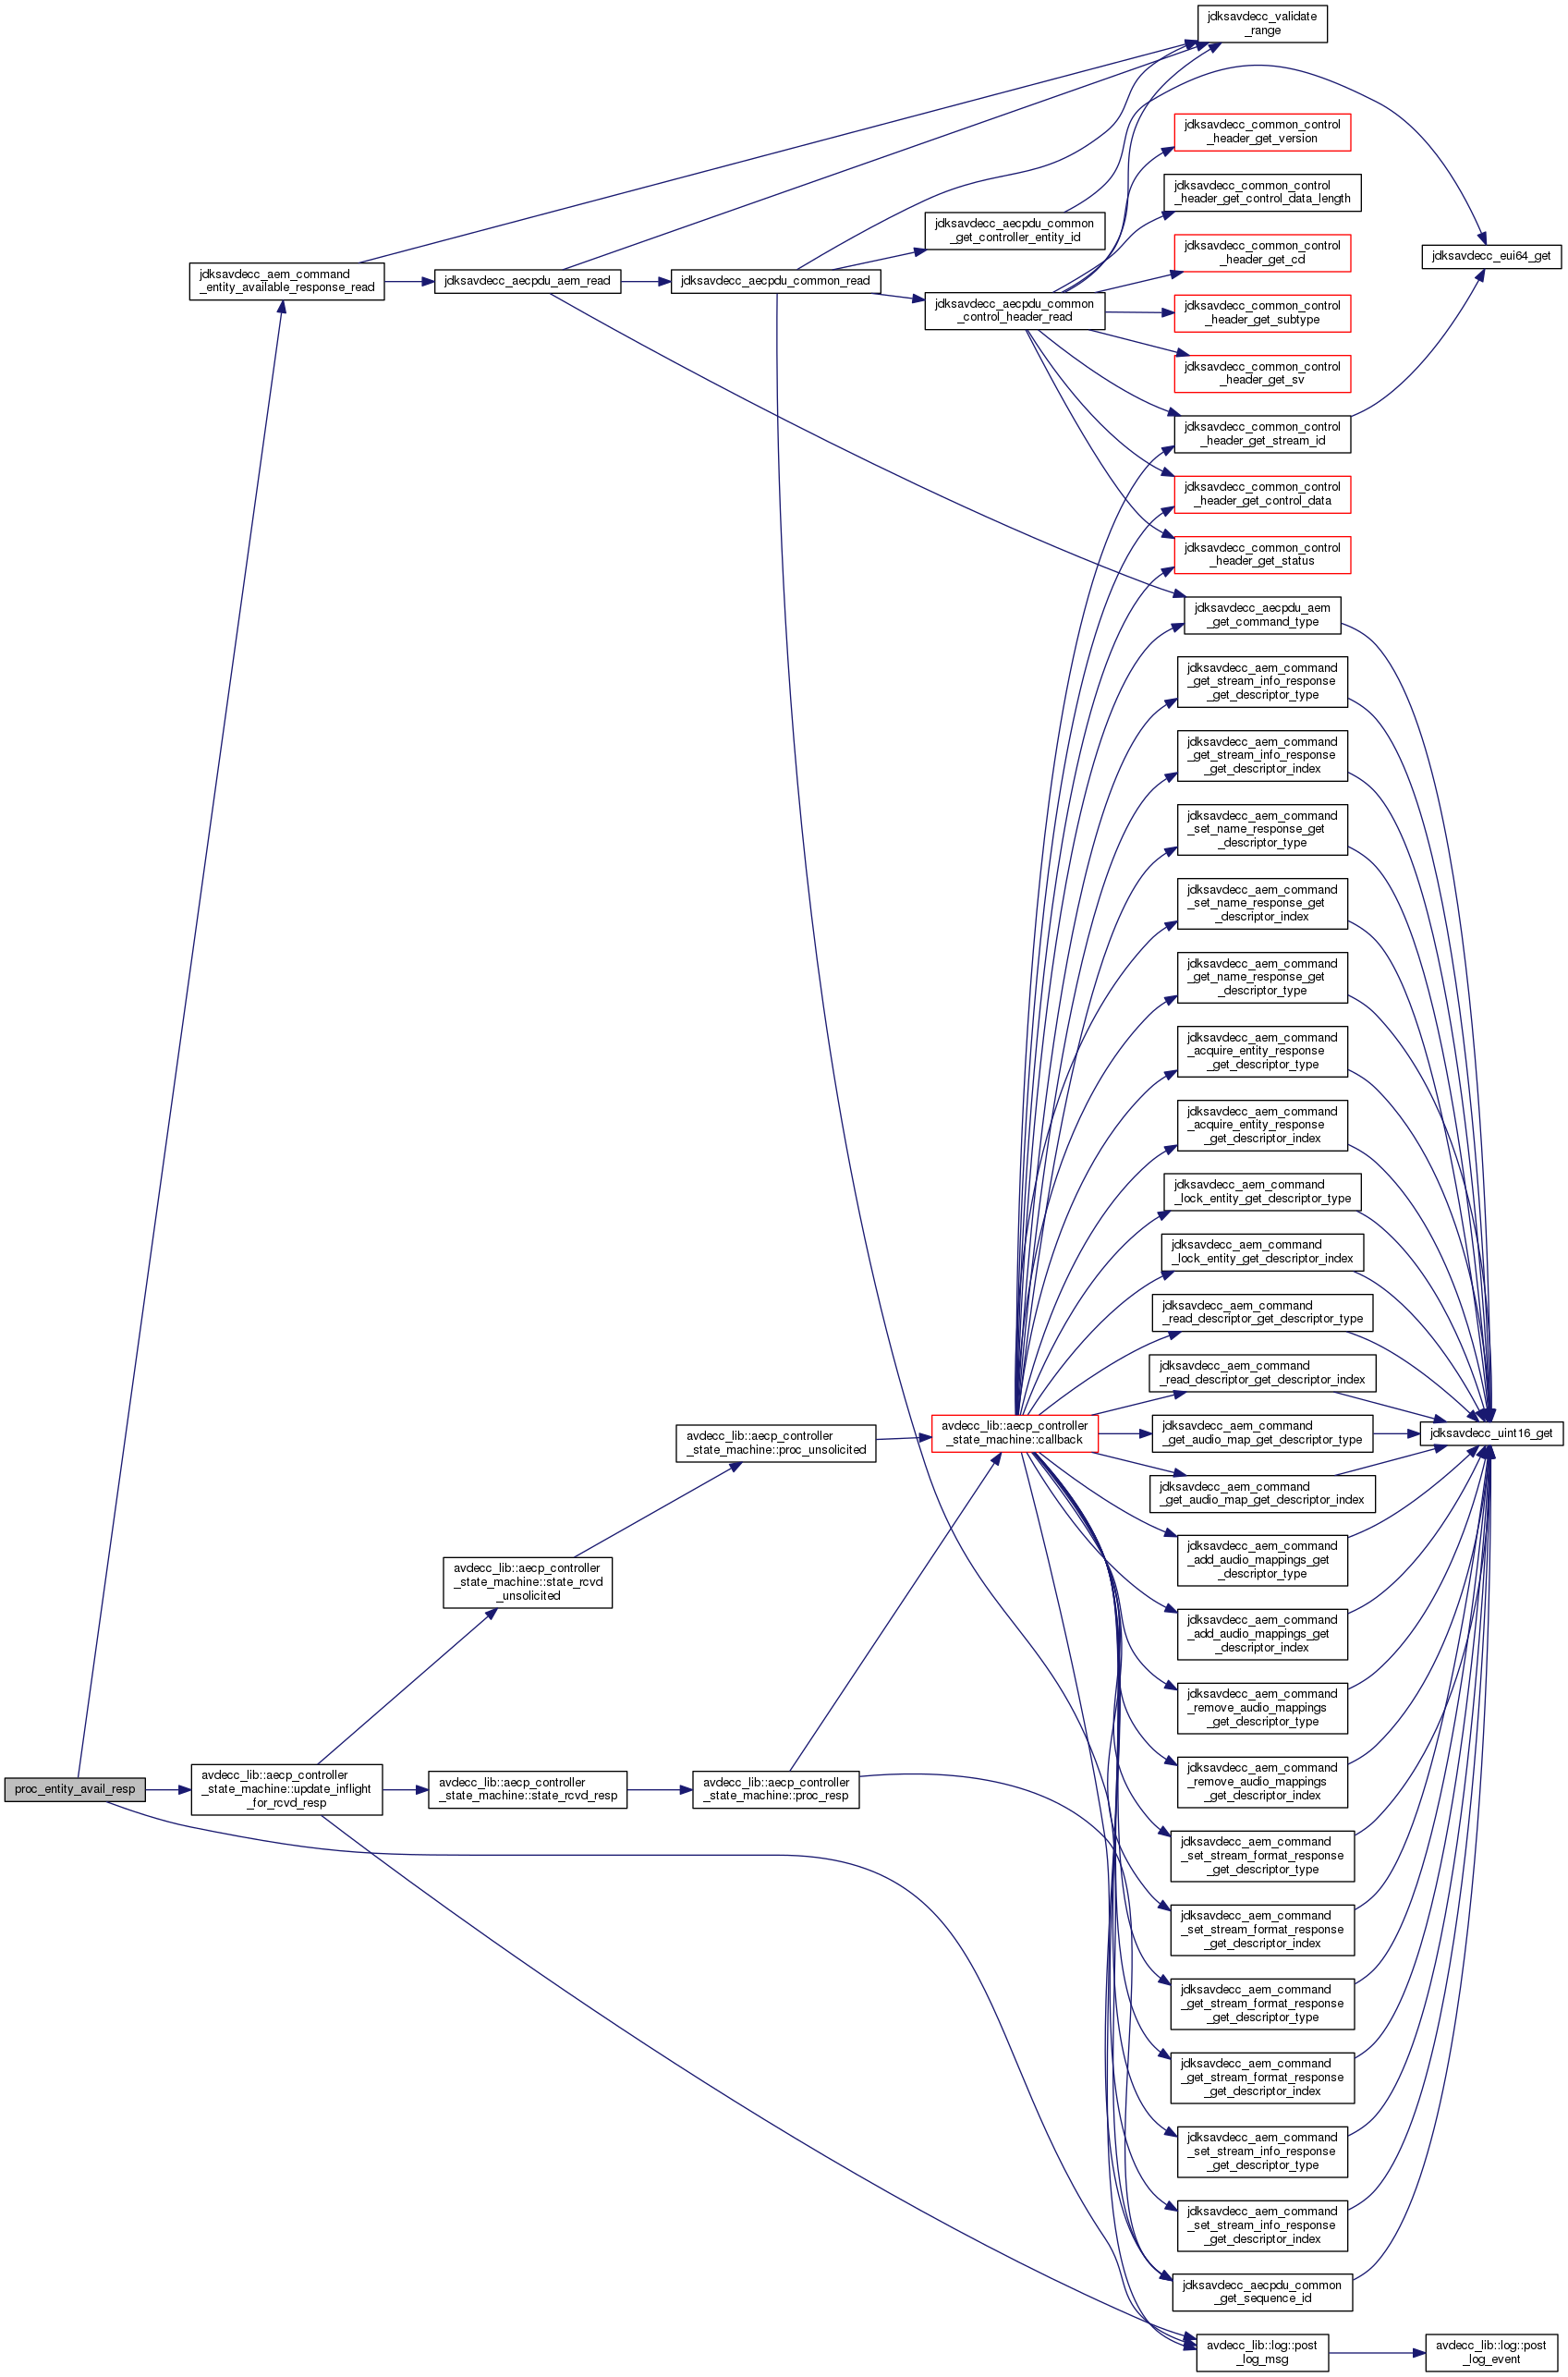 jdksavdecc_validate
_range
jdksavdecc_common_control
_header_get_version
jdksavdecc_common_control
_header_get_control_data_length
jdksavdecc_aecpdu_common
_get_controller_entity_id
jdksavdecc_common_control
_header_get_cd
jdksavdecc_eui64_get
jdksavdecc_aem_command
_entity_available_response_read
jdksavdecc_aecpdu_aem_read
jdksavdecc_aecpdu_common_read
jdksavdecc_aecpdu_common
_control_header_read
jdksavdecc_common_control
_header_get_subtype
jdksavdecc_common_control
_header_get_sv
jdksavdecc_common_control
_header_get_stream_id
jdksavdecc_common_control
_header_get_control_data
jdksavdecc_common_control
_header_get_status
jdksavdecc_aecpdu_aem
_get_command_type
jdksavdecc_aem_command
_get_stream_info_response
_get_descriptor_type
jdksavdecc_aem_command
_get_stream_info_response
_get_descriptor_index
jdksavdecc_aem_command
_set_name_response_get
_descriptor_type
jdksavdecc_aem_command
_set_name_response_get
_descriptor_index
jdksavdecc_aem_command
_get_name_response_get
_descriptor_type
jdksavdecc_aem_command
_acquire_entity_response
_get_descriptor_type
jdksavdecc_aem_command
_acquire_entity_response
_get_descriptor_index
jdksavdecc_aem_command
_lock_entity_get_descriptor_type
jdksavdecc_aem_command
_lock_entity_get_descriptor_index
jdksavdecc_aem_command
_read_descriptor_get_descriptor_type
jdksavdecc_aem_command
_read_descriptor_get_descriptor_index
avdecc_lib::aecp_controller
_state_machine::proc_unsolicited
avdecc_lib::aecp_controller
_state_machine::callback
jdksavdecc_aem_command
_get_audio_map_get_descriptor_type
jdksavdecc_uint16_get
jdksavdecc_aem_command
_get_audio_map_get_descriptor_index
avdecc_lib::aecp_controller
_state_machine::state_rcvd
_unsolicited
jdksavdecc_aem_command
_add_audio_mappings_get
_descriptor_type
jdksavdecc_aem_command
_add_audio_mappings_get
_descriptor_index
jdksavdecc_aem_command
_remove_audio_mappings
_get_descriptor_type
proc_entity_avail_resp
avdecc_lib::aecp_controller
_state_machine::update_inflight
_for_rcvd_resp
avdecc_lib::aecp_controller
_state_machine::state_rcvd_resp
avdecc_lib::aecp_controller
_state_machine::proc_resp
jdksavdecc_aem_command
_remove_audio_mappings
_get_descriptor_index
jdksavdecc_aem_command
_set_stream_format_response
_get_descriptor_type
jdksavdecc_aem_command
_set_stream_format_response
_get_descriptor_index
jdksavdecc_aem_command
_get_stream_format_response
_get_descriptor_type
jdksavdecc_aem_command
_get_stream_format_response
_get_descriptor_index
jdksavdecc_aem_command
_set_stream_info_response
_get_descriptor_type
jdksavdecc_aem_command
_set_stream_info_response
_get_descriptor_index
jdksavdecc_aecpdu_common
_get_sequence_id
avdecc_lib::log::post
_log_msg
avdecc_lib::log::post
_log_event